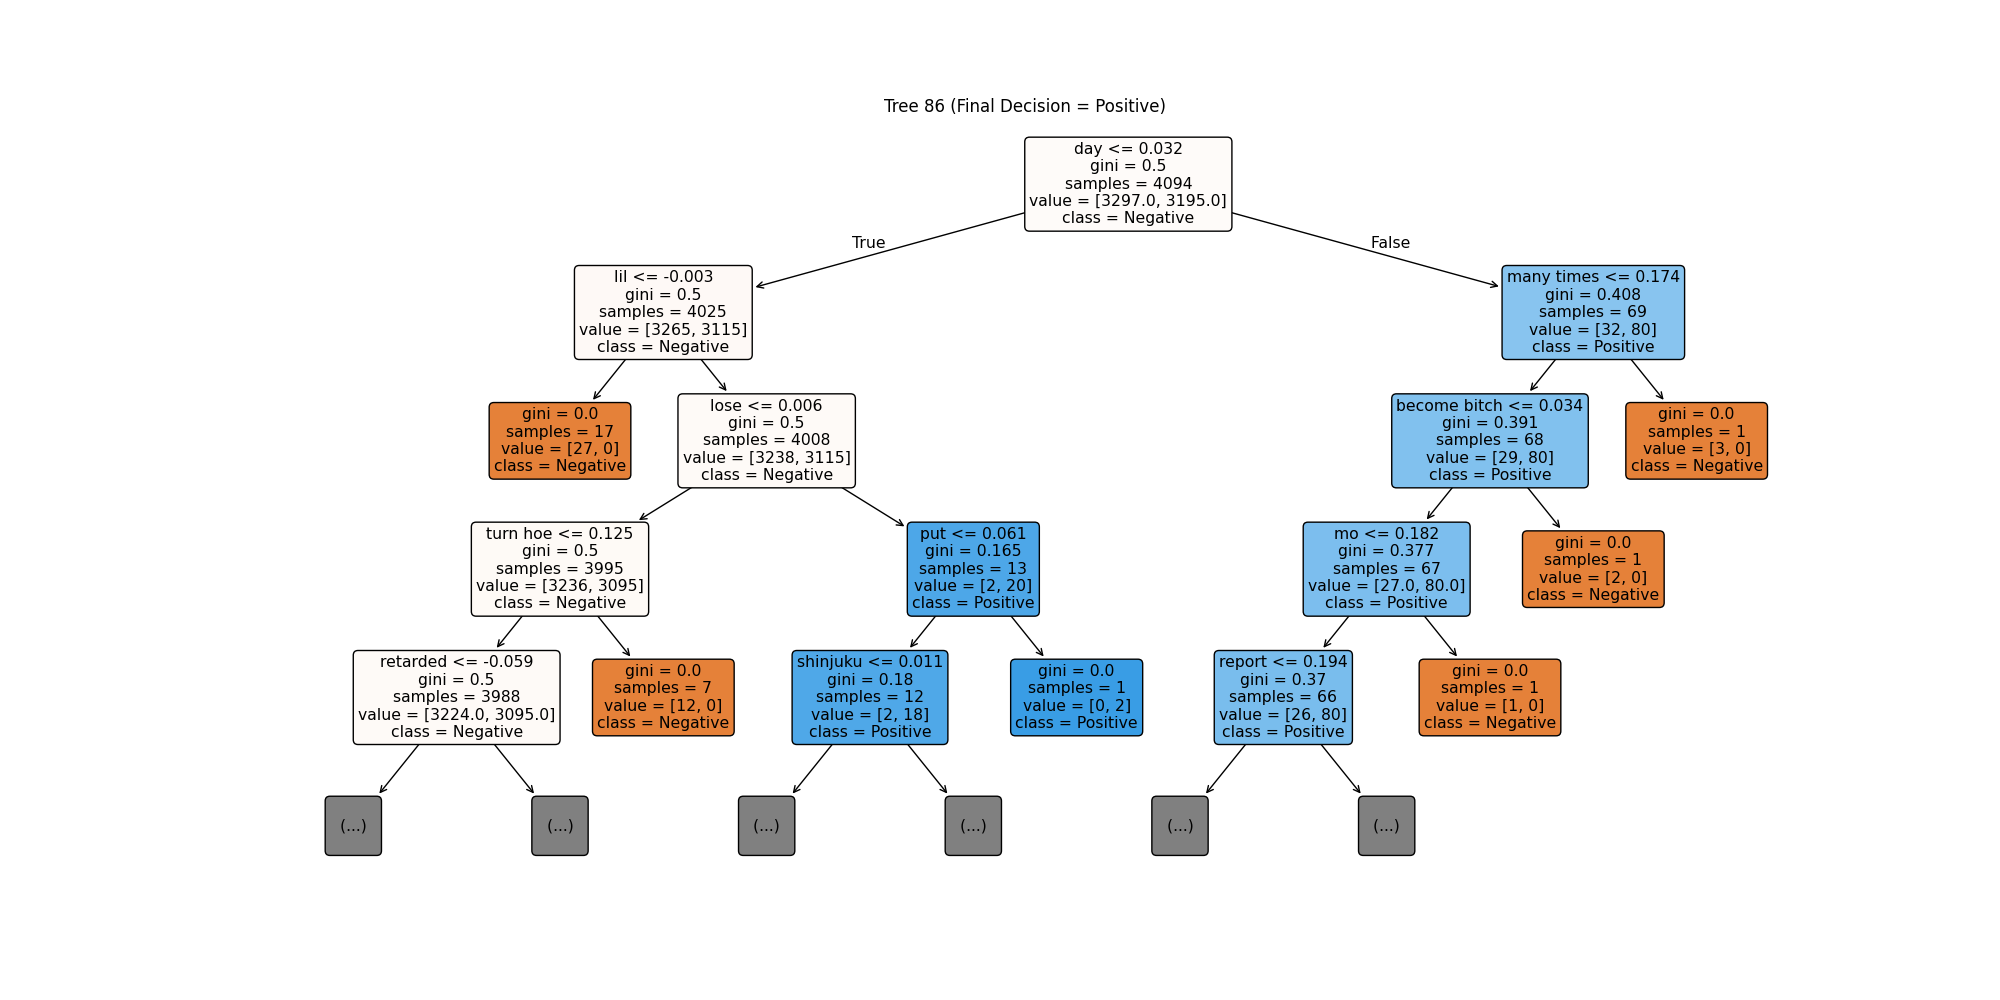 Tree 86 (Final Decision = Positive)
day <= 0.032
gini = 0.5
samples = 4094
value = [3297.0, 3195.0]
class = Negative
True
False
lil <= -0.003
gini = 0.5
samples = 4025
value = [3265, 3115]
class = Negative
many times <= 0.174
gini = 0.408
samples = 69
value = [32, 80]
class = Positive
gini = 0.0
samples = 17
value = [27, 0]
class = Negative
lose <= 0.006
gini = 0.5
samples = 4008
value = [3238, 3115]
class = Negative
become bitch <= 0.034
gini = 0.391
samples = 68
value = [29, 80]
class = Positive
gini = 0.0
samples = 1
value = [3, 0]
class = Negative
turn hoe <= 0.125
gini = 0.5
samples = 3995
value = [3236, 3095]
class = Negative
put <= 0.061
gini = 0.165
samples = 13
value = [2, 20]
class = Positive
mo <= 0.182
gini = 0.377
samples = 67
value = [27.0, 80.0]
class = Positive
gini = 0.0
samples = 1
value = [2, 0]
class = Negative
retarded <= -0.059
gini = 0.5
samples = 3988
value = [3224.0, 3095.0]
class = Negative
gini = 0.0
samples = 7
value = [12, 0]
class = Negative
shinjuku <= 0.011
gini = 0.18
samples = 12
value = [2, 18]
class = Positive
gini = 0.0
samples = 1
value = [0, 2]
class = Positive
report <= 0.194
gini = 0.37
samples = 66
value = [26, 80]
class = Positive
gini = 0.0
samples = 1
value = [1, 0]
class = Negative
(...)
(...)
(...)
(...)
(...)
(...)